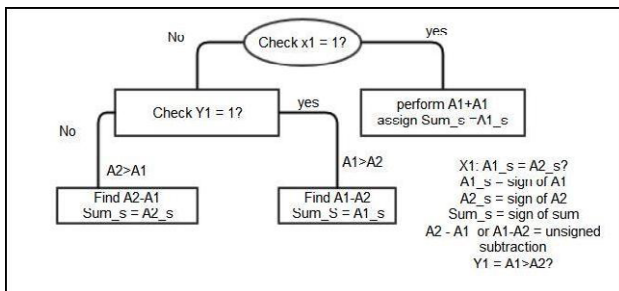 Check x1 = 1?
No
yes
Check Y1 = 1?
perform A1+A1
assign Sum_s =A1_s
No
yes
A2>A1
A1>A2
Find A2-A1
Sum_s = A2_s
Find A1-A2
Sum_S = A1_s
X1: A1_s = A2_s?
A1_s = sign of A1
A2_s = sign of A2
Sum_s = sign of sum
A2 - A1 or A1-A2 = unsigned
subtraction
Y1 = A1>A2?